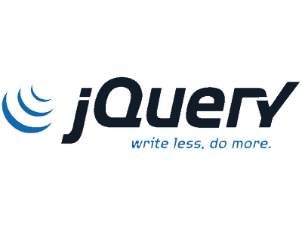 jQuery
write less, do more.